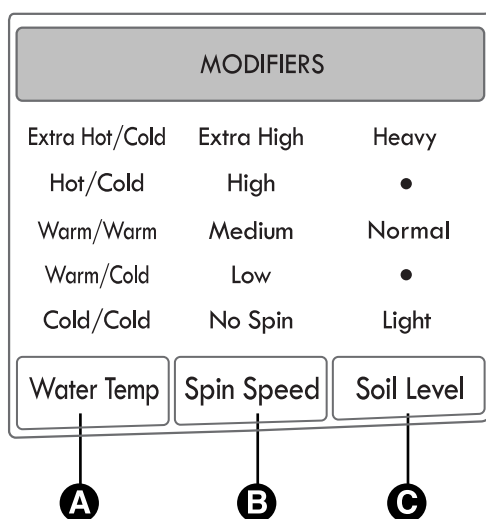 MODIFIERS
Extra Hot/Cold Extra High Heavy
Hot/Cold High •
Warm/Warm Medium Normal
Warm/Cold Low •
Cold/Cold No Spin Light
Water Temp Spin Speed Soil Level
A B C